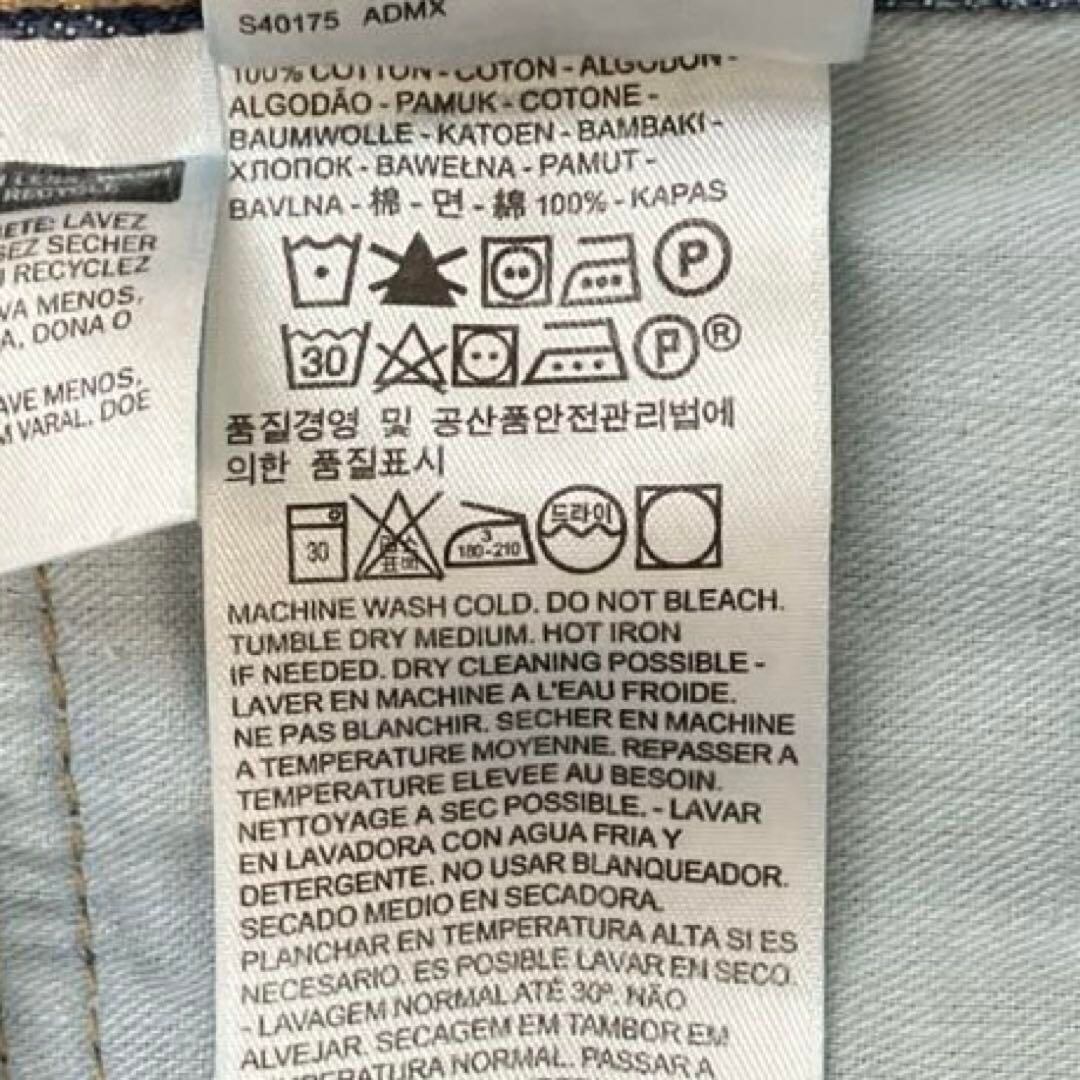 S40175 ADMX
100% COTTON - COTON - ALGODON -
ALGODÃO - PAMUK - COTONE -
BAUMWOLLE - KATOEN - BAMBAKI -
ХЛОПОК - BAWEŁNA - PAMUT -
BAVLNA - 棉 - 면 - 綿 100% - KAPAS
P
30 P ®
품질경영 및 공산품안전관리법에
의한 품질표시
30 3 180-210 드라이
MACHINE WASH COLD. DO NOT BLEACH.
TUMBLE DRY MEDIUM. HOT IRON
IF NEEDED. DRY CLEANING POSSIBLE -
LAVER EN MACHINE A L'EAU FROIDE.
NE PAS BLANCHIR. SECHER EN MACHINE
A TEMPERATURE MOYENNE. REPASSER A
TEMPERATURE ELEVEE AU BESOIN.
NETTOYAGE A SEC POSSIBLE. - LAVAR
EN LAVADORA CON AGUA FRIA Y
DETERGENTE. NO USAR BLANQUEADOR.
SECADO MEDIO EN SECADORA.
PLANCHAR EN TEMPERATURA ALTA SI ES
NECESARIO. ES POSIBLE LAVAR EN SECO.
- LAVAGEM NORMAL ATÉ 30º. NÃO
ALVEJAR. SECAGEM EM TAMBOR EM
NORMAL. PASSAR A
LAVEZ
SECHER
RECYCLEZ
MENOS,
DONA O
MENOS,
VARAL, DOE